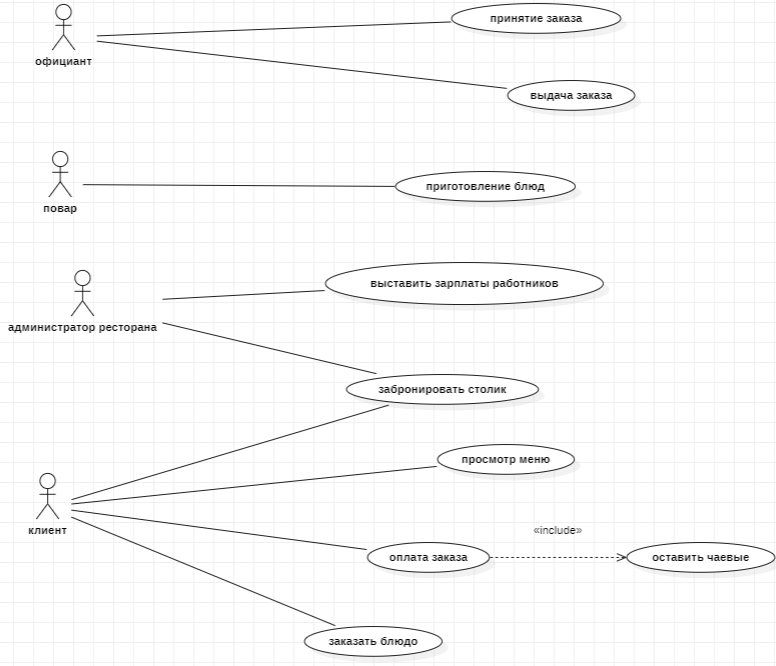 принятие заказа
официант
выдача заказа
повар
приготовление блюд
выставить зарплаты работников
администратор ресторана
забронировать столик
просмотр меню
клиент
«include»
оплата заказа
оставить чаевые
заказать блюдо